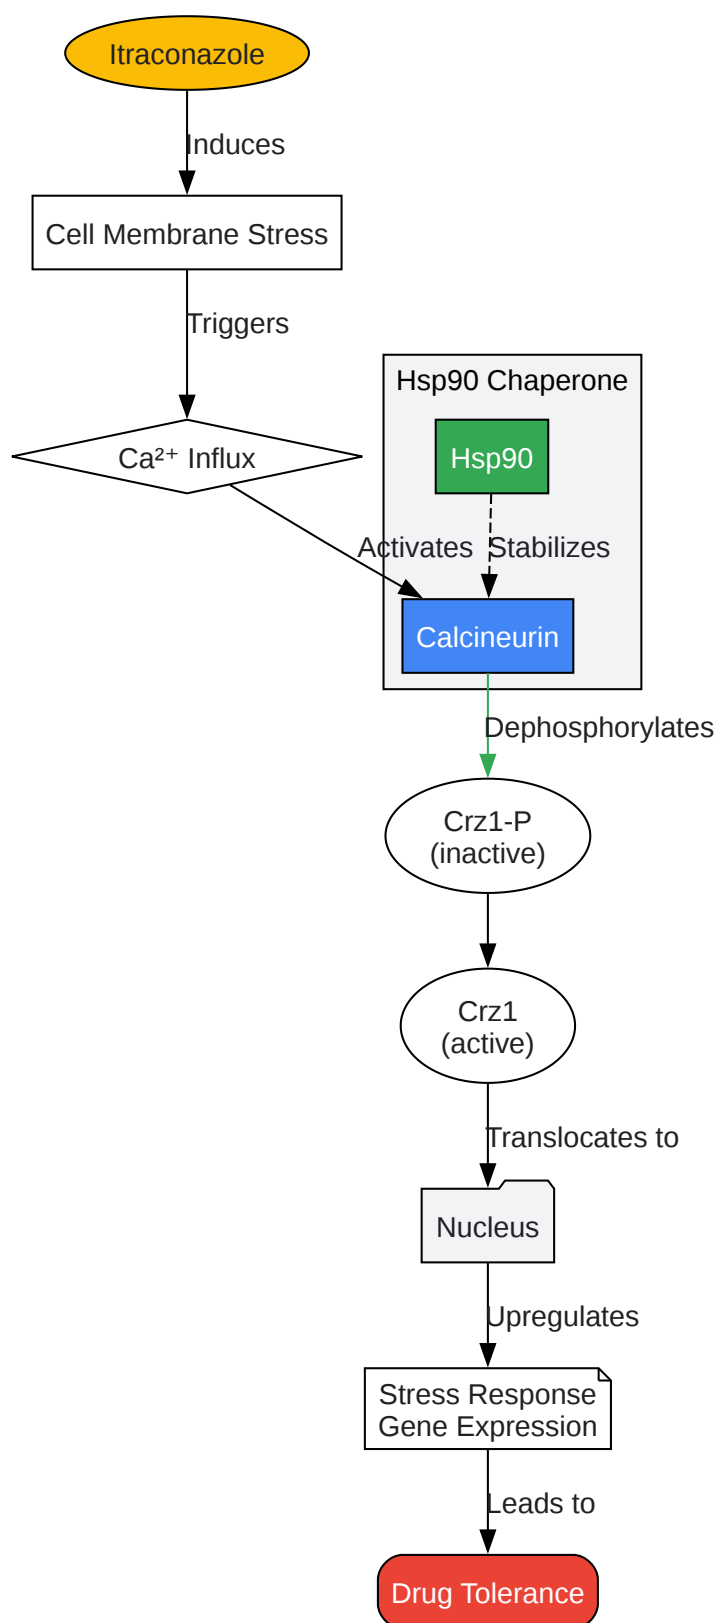 Itraconazole
Induces
Cell Membrane Stress
Triggers
Hsp90 Chaperone
Ca²⁺ Influx
Hsp90
Activates
Stabilizes
Calcineurin
Dephosphorylates
Crz1-P
(inactive)
Crz1
(active)
Translocates to
Nucleus
Upregulates
Stress Response
Gene Expression
Leads to
Drug Tolerance